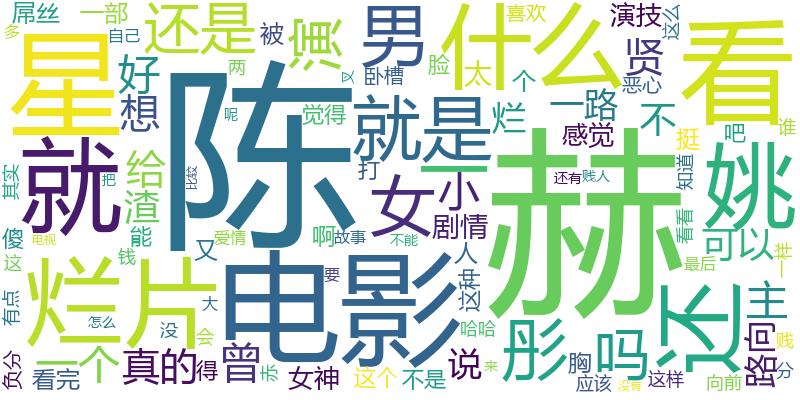 屌丝 一部 还是 被 演 男 什么 喜欢 演技 这么
多 自己 两 反 卧槽 脸 太 个 贤 恶心 看
星 好 想 呢 觉得 就是 烂 一路 不 挺 吧 谁
就 陈 赫 感觉
其实 给 渣 把 比较 打 女 一 小 还有 贱人 知道 姚
傻 能 电视 爱情 又 啊 故事 不能 剧情 人 看看 可以
这 钱 电影 要 这种 最后 一样
有点 烂片 怎么 没 大 会 哈哈 彤 吗 还 主
负分 一个 真的 得 曾 赤 来 胸 路向 贱
看完 女神 这个 不是 说 应该 没有 这样 向前 分